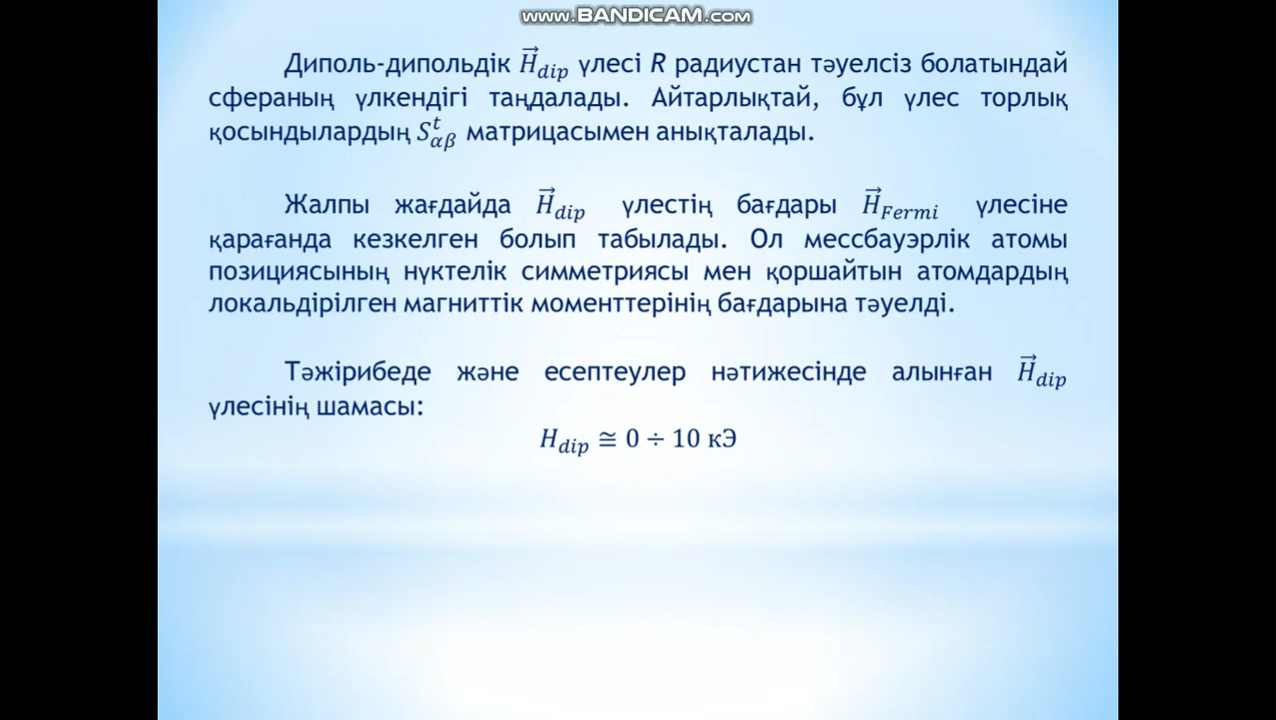 www.BANDICAM.com
Диполь-дипольдік H⃗dip үлесі R радиустан тәуелсіз болатындай
сфераның үлкендігі таңдалады. Айтарлықтай, бұл үлес торлық
қосындылардың Sᵗαβ матрицасымен анықталады.
Жалпы жағдайда H⃗dip үлестің бағдары H⃗Fermi үлесіне
қарағанда кезкелген болып табылады. Ол мессбауэрлік атомы
позициясының нүктелік симметриясы мен қоршайтын атомдардың
локальдірілген магниттік моменттерінің бағдарына тәуелді.
Тәжірибеде және есептеулер нәтижесінде алынған H⃗dip
үлесінің шамасы:
Hdip ≅ 0 ÷ 10 кЭ